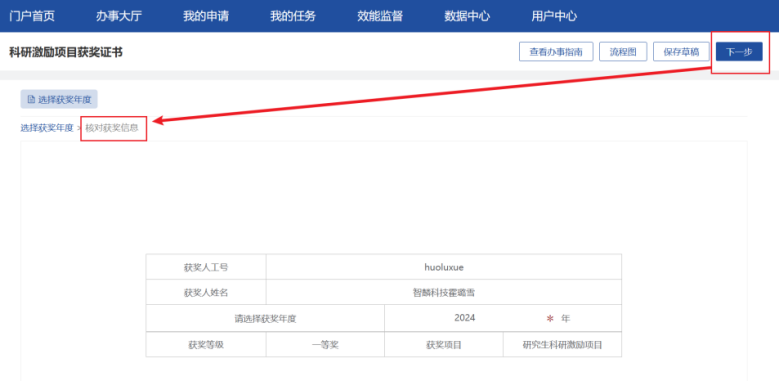 门户首页 办事大厅 我的申请 我的任务 效能监督 数据中心 用户中心
科研激励项目获奖证书 查看办事指南 流程图 保存草稿 下一步
选择获奖年度
选择获奖年度 > 核对获奖信息
获奖人工号 huoluxue
获奖人姓名 智麟科技霍璐雪
请选择获奖年度 2024 * 年
获奖等级 一等奖 获奖项目 研究生科研激励项目